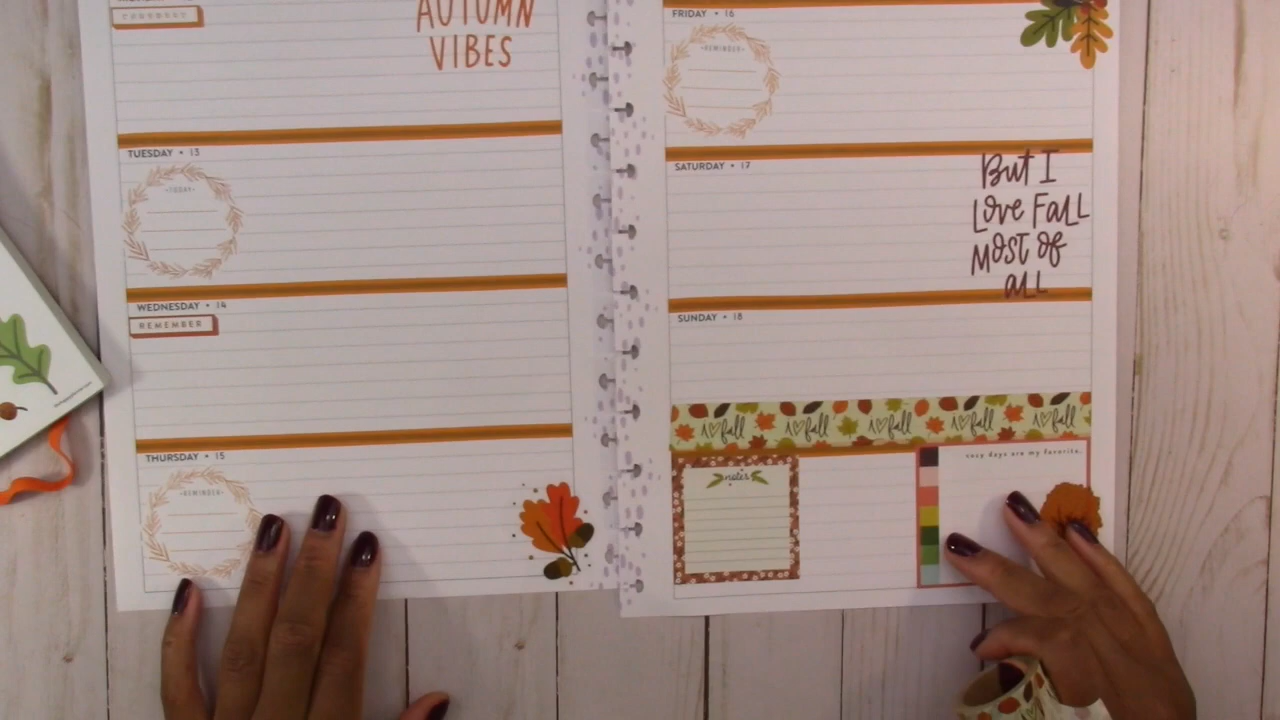 AUTUMN
VIBES
TUESDAY • 13
•TODAY•
WEDNESDAY • 14
REMEMBER
THURSDAY • 15
•REMINDER•
FRIDAY • 16
•REMINDER•
SATURDAY • 17
But I
Love Fall
Most of
all
SUNDAY • 18
i♡fall i♡fall i♡fall i♡fall i♡fall
notes
cozy days are my favorite.